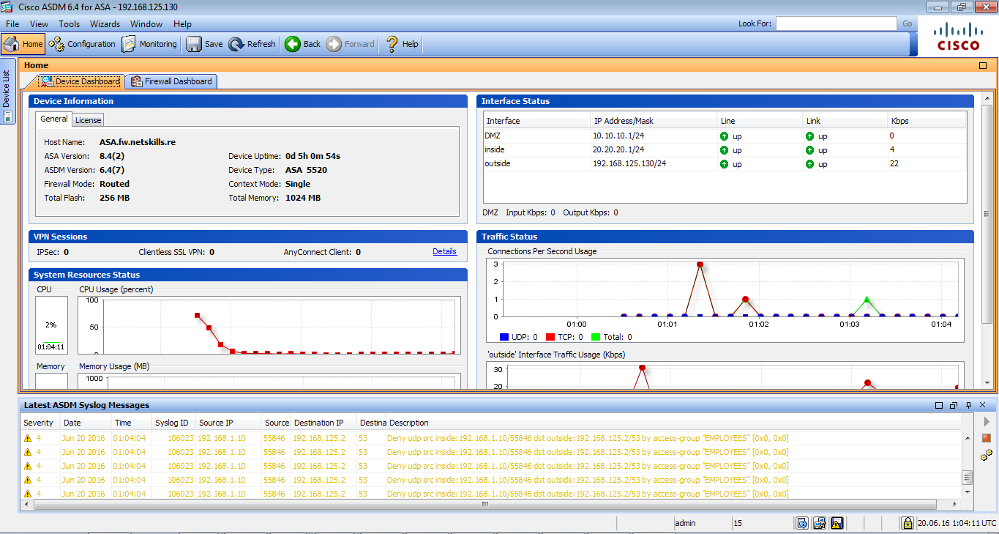 Cisco ASDM 6.4 for ASA - 192.168.125.130
File View Tools Wizards Window Help
Look For: Go
CISCO
Home Configuration Monitoring Save Refresh Back Forward Help
Device List
Home
Device Dashboard Firewall Dashboard
Device Information
General License
Host Name: ASA.fw.netskills.re
ASA Version: 8.4(2) Device Uptime: 0d 5h 0m 54s
ASDM Version: 6.4(7) Device Type: ASA 5520
Firewall Mode: Routed Context Mode: Single
Total Flash: 256 MB Total Memory: 1024 MB
Interface Status
Interface IP Address/Mask Line Link Kbps
DMZ 10.10.10.1/24 up up 0
inside 20.20.20.1/24 up up 4
outside 192.168.125.130/24 up up 22
DMZ Input Kbps: 0 Output Kbps: 0
VPN Sessions
IPSec: 0 Clientless SSL VPN: 0 AnyConnect Client: 0 Details
System Resources Status
CPU CPU Usage (percent)
100
50
0
2%
01:04:11
Memory Memory Usage (MB)
1000
Traffic Status
Connections Per Second Usage
3
2
1
0
01:00 01:01 01:02 01:03 01:04
UDP: 0 TCP: 0 Total: 0
'outside' Interface Traffic Usage (Kbps)
30
20
Latest ASDM Syslog Messages
Severity Date Time Syslog ID Source IP Source Destination IP Destina Description
4 Jun 20 2016 01:04:04 106023 192.168.1.10 55846 192.168.125.2 53 Deny udp src inside:192.168.1.10/55846 dst outside:192.168.125.2/53 by access-group "EMPLOYEES" [0x0, 0x0]
4 Jun 20 2016 01:04:04 106023 192.168.1.10 55846 192.168.125.2 53 Deny udp src inside:192.168.1.10/55846 dst outside:192.168.125.2/53 by access-group "EMPLOYEES" [0x0, 0x0]
4 Jun 20 2016 01:04:04 106023 192.168.1.10 55846 192.168.125.2 53 Deny udp src inside:192.168.1.10/55846 dst outside:192.168.125.2/53 by access-group "EMPLOYEES" [0x0, 0x0]
4 Jun 20 2016 01:04:04 106023 192.168.1.10 55846 192.168.125.2 53 Deny udp src inside:192.168.1.10/55846 dst outside:192.168.125.2/53 by access-group "EMPLOYEES" [0x0, 0x0]
4 Jun 20 2016 01:04:04 106023 192.168.1.10 55846 192.168.125.2 53 Deny udp src inside:192.168.1.10/55846 dst outside:192.168.125.2/53 by access-group "EMPLOYEES" [0x0, 0x0]
admin 15 20.06.16 1:04:11 UTC